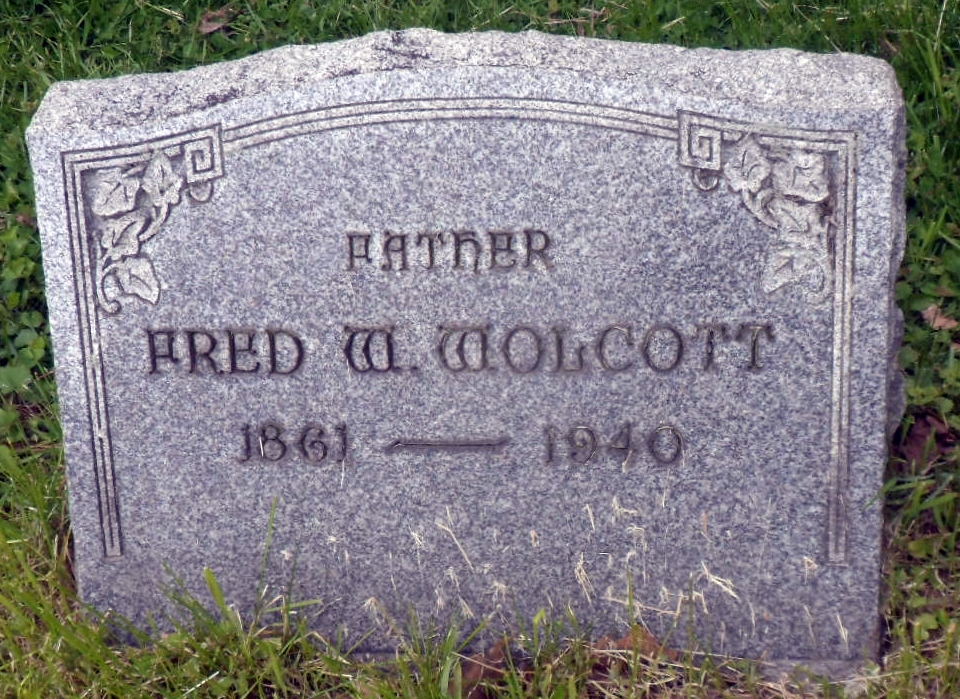 FATHER
FRED W. WOLCOTT
1861 — 1940